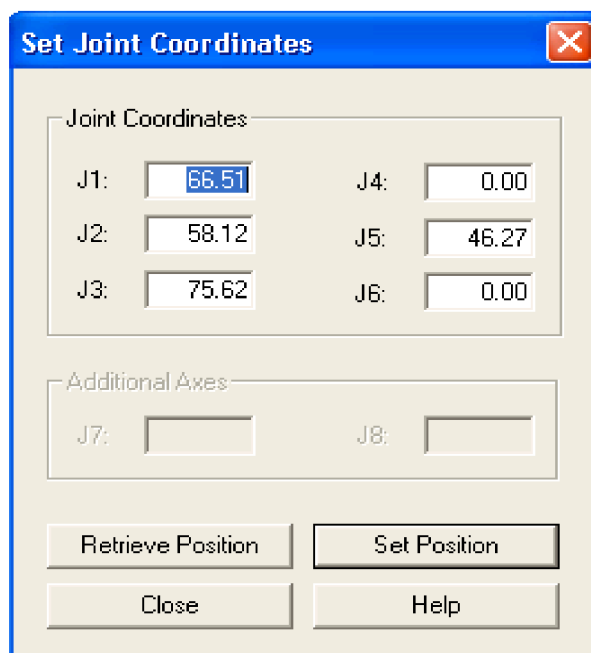 Set Joint Coordinates
Joint Coordinates
J1: 66.51 J4: 0.00
J2: 58.12 J5: 46.27
J3: 75.62 J6: 0.00
Additional Axes
J7: J8:
Retrieve Position Set Position
Close Help